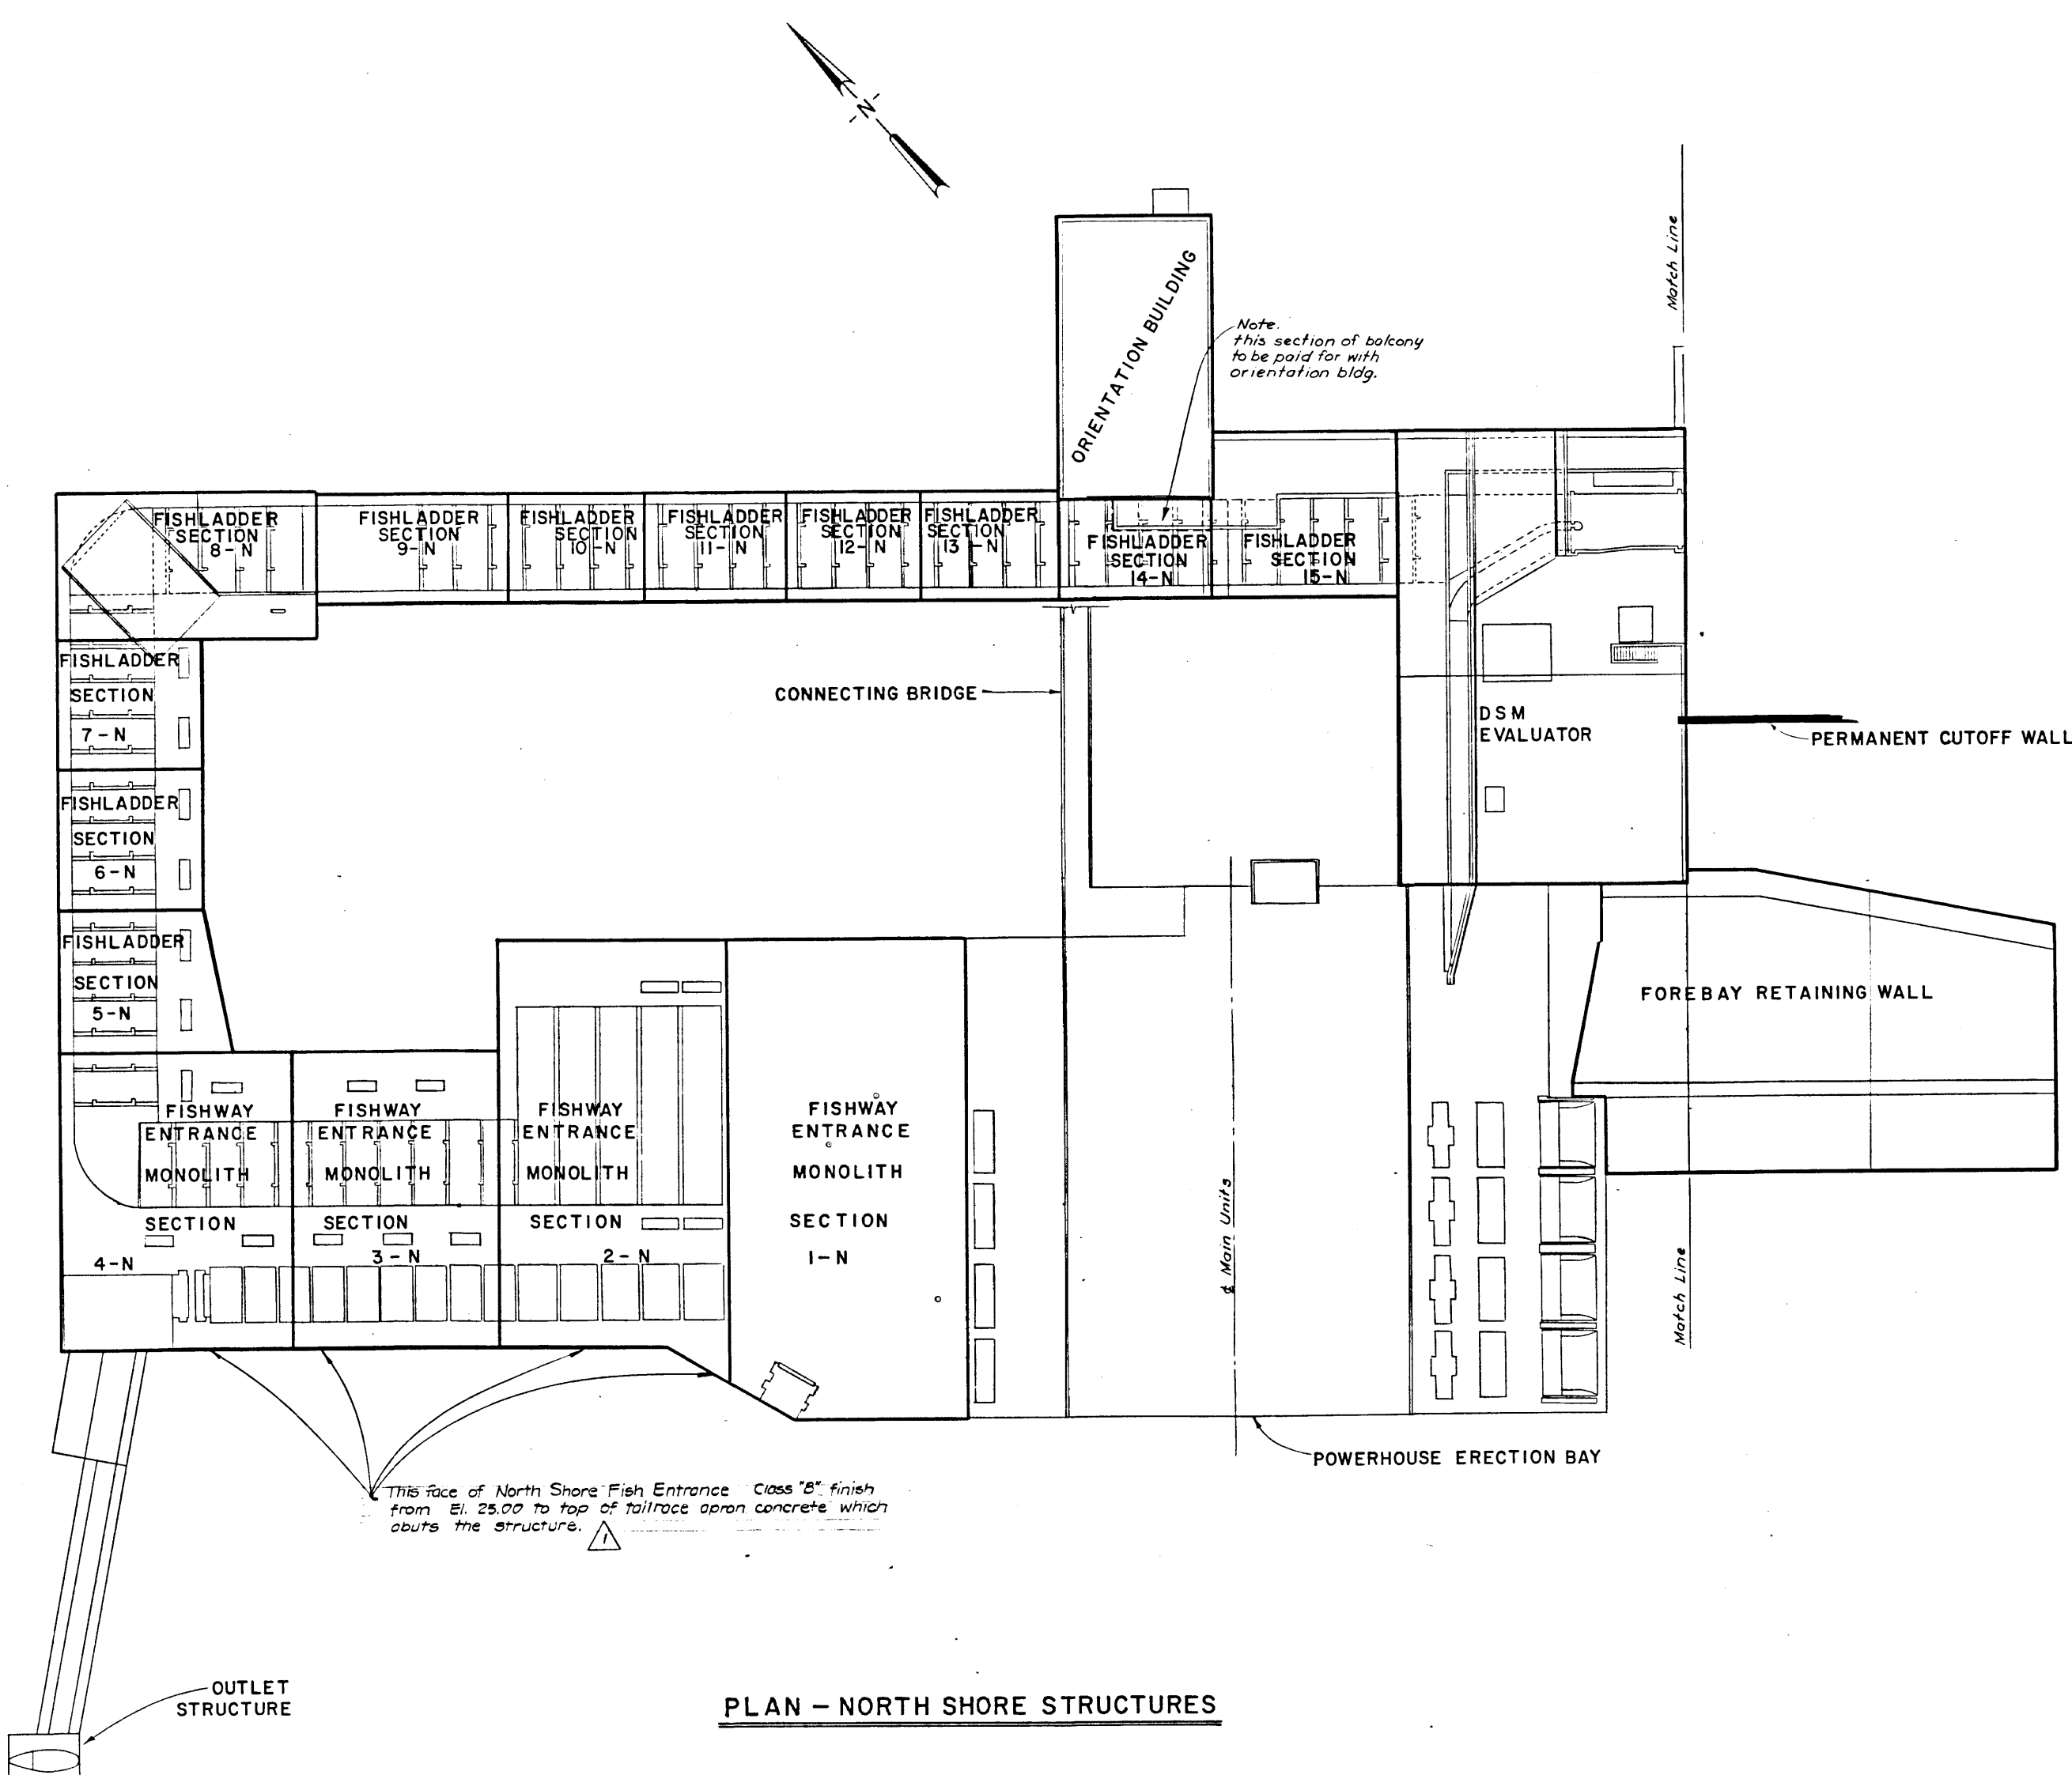 N
Match Line
ORIENTATION BUILDING
Note.
this section of balcony
to be paid for with
orientation bldg.
FISHLADDER
SECTION
8-N
FISHLADDER
SECTION
9-N
FISHLADDER
SECTION
10-N
FISHLADDER
SECTION
11-N
FISHLADDER
SECTION
12-N
FISHLADDER
SECTION
13-N
FISHLADDER
SECTION
14-N
FISHLADDER
SECTION
15-N
FISHLADDER
SECTION
7-N
CONNECTING BRIDGE
DSM
EVALUATOR
PERMANENT CUTOFF WALL
FISHLADDER
SECTION
6-N
FISHLADDER
SECTION
5-N
FOREBAY RETAINING WALL
FISHWAY
ENTRANCE
MONOLITH
SECTION
4-N
FISHWAY
ENTRANCE
MONOLITH
SECTION
3-N
FISHWAY
ENTRANCE
MONOLITH
SECTION
2-N
FISHWAY
ENTRANCE
MONOLITH
SECTION
1-N
℄ Main Units
Match Line
POWERHOUSE ERECTION BAY
This face of North Shore Fish Entrance Class "B" finish
from El. 25.00 to top of tailrace apron concrete which
abuts the structure.
1
OUTLET
STRUCTURE
PLAN — NORTH SHORE STRUCTURES